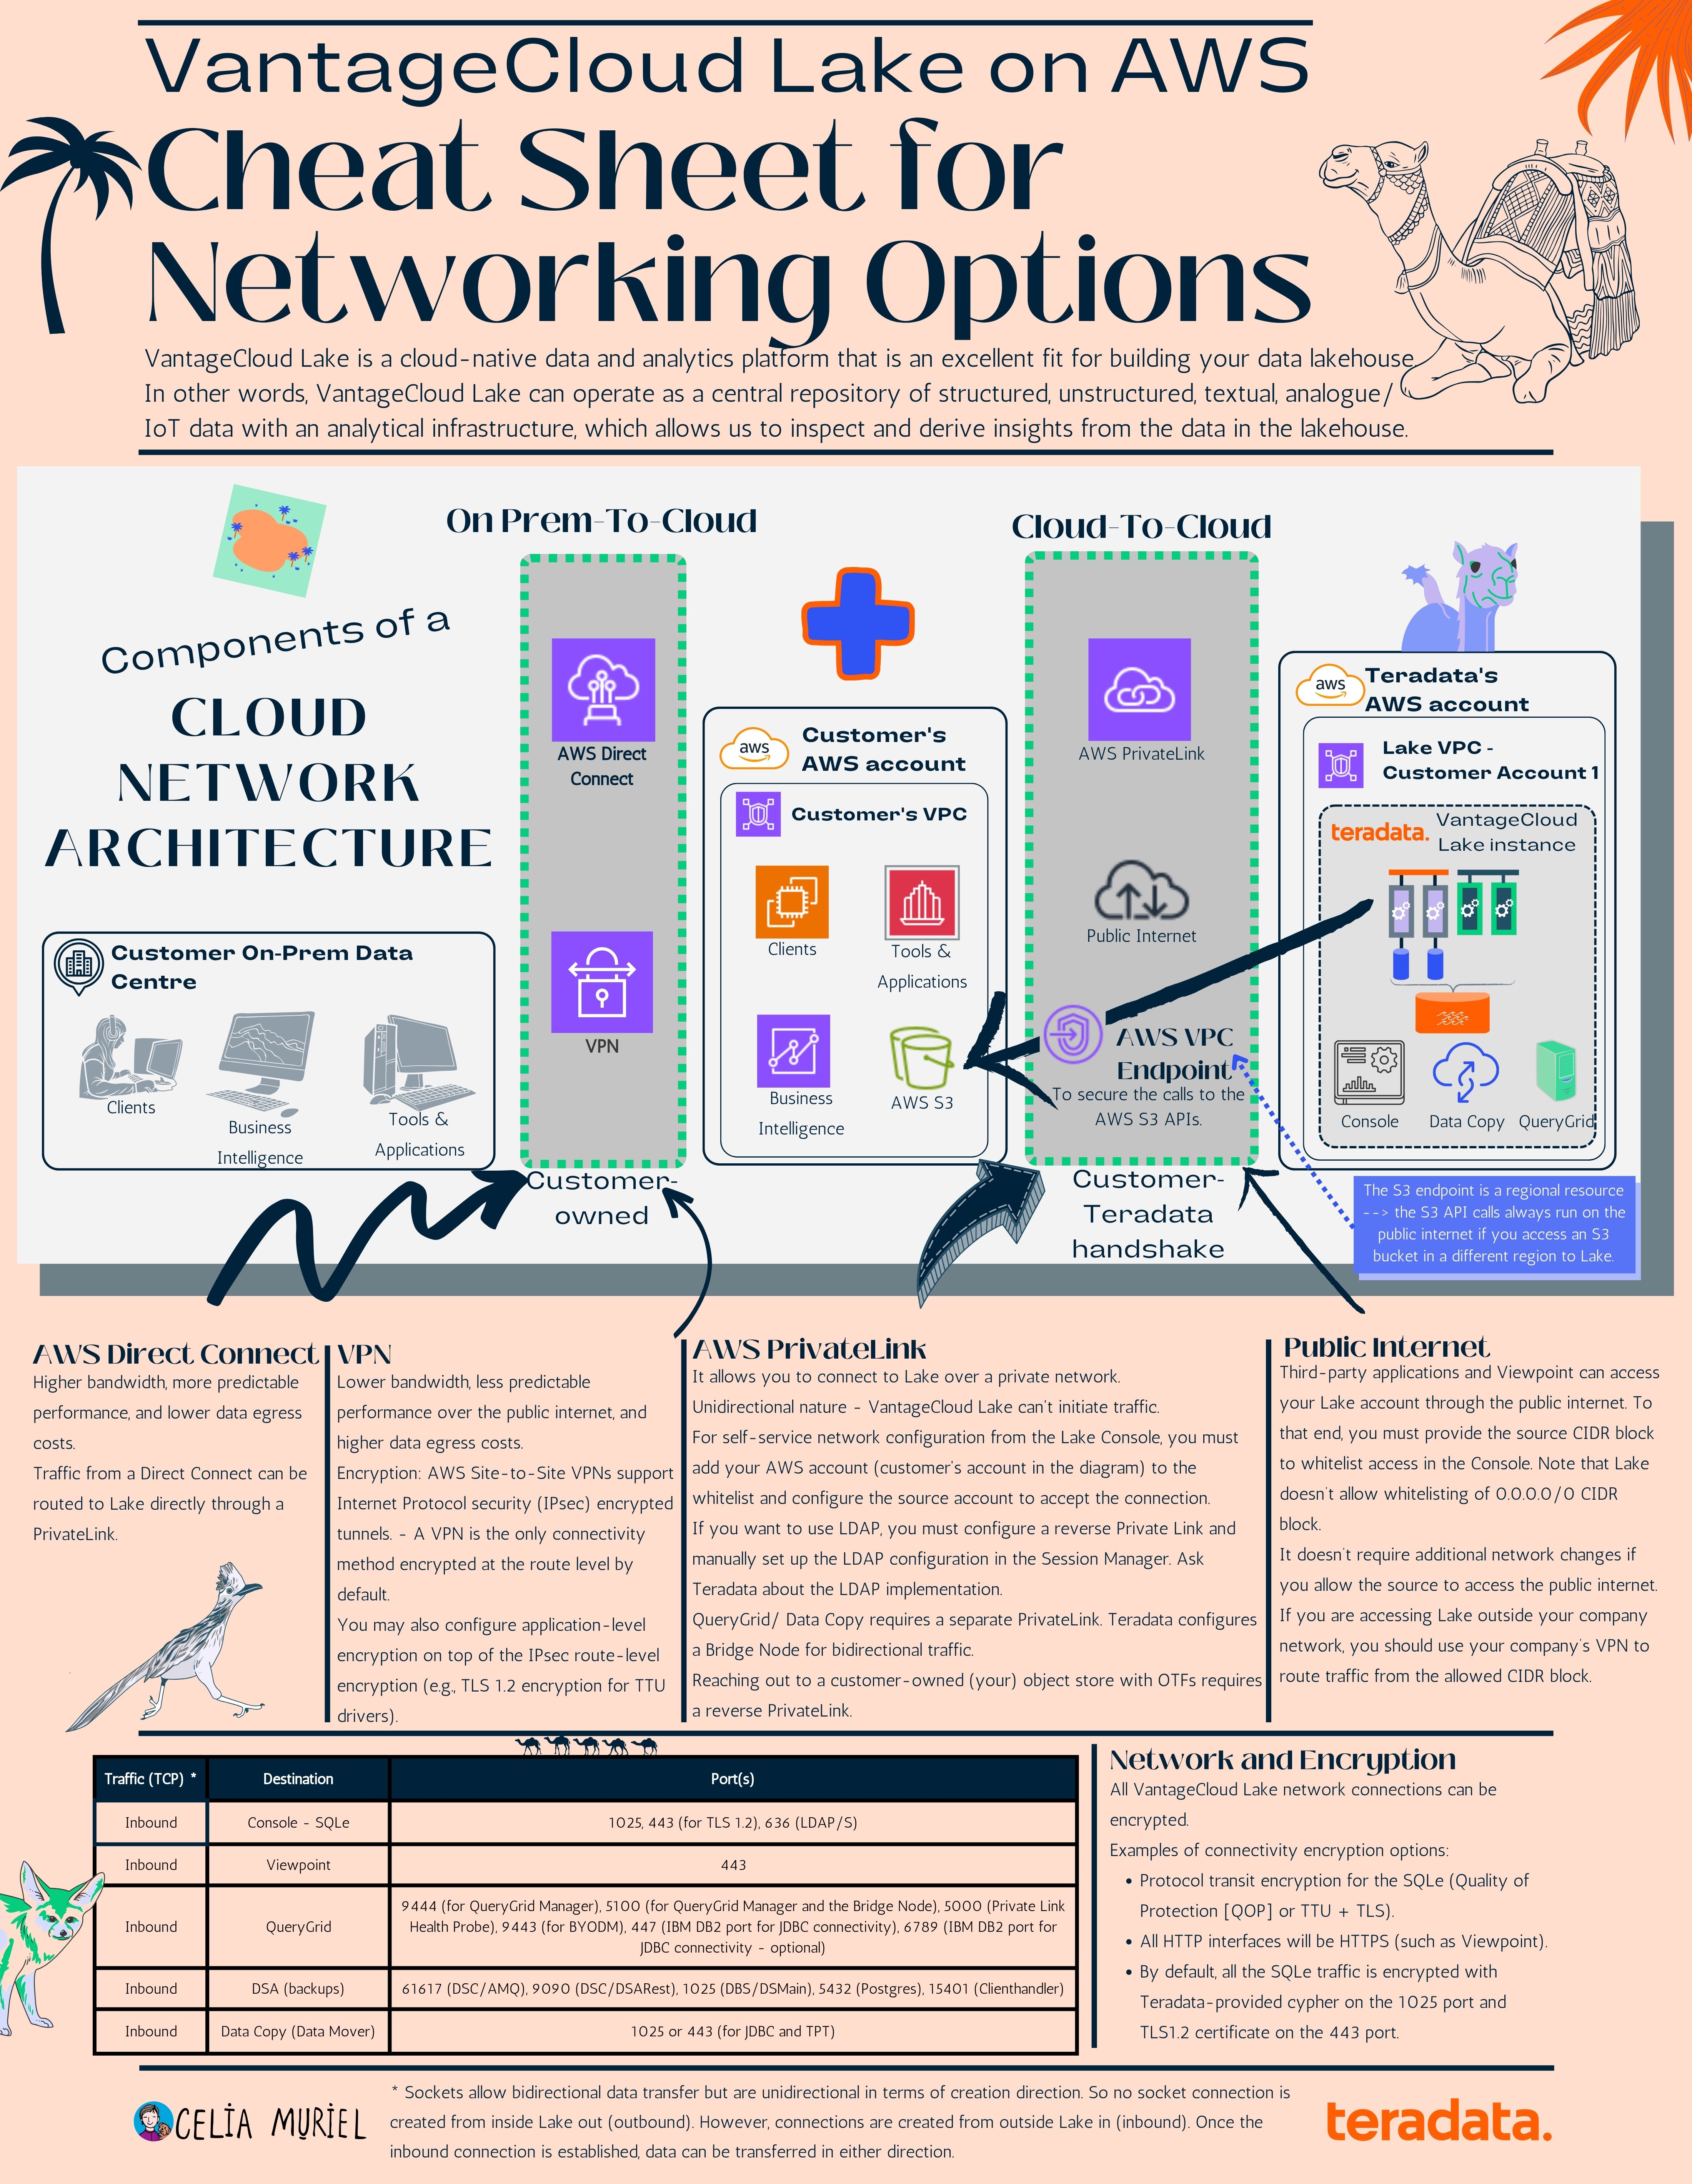 VantageCloud Lake on AWS
Cheat Sheet for
Networking Options
VantageCloud Lake is a cloud-native data and analytics platform that is an excellent fit for building your data lakehouse.
In other words, VantageCloud Lake can operate as a central repository of structured, unstructured, textual, analogue/
IoT data with an analytical infrastructure, which allows us to inspect and derive insights from the data in the lakehouse.
Components of a
CLOUD
NETWORK
ARCHITECTURE
Customer On-Prem Data
Centre
Clients
Business
Intelligence
Tools &
Applications
On Prem-To-Cloud
AWS Direct
Connect
VPN
Customer-
owned
aws
Customer's
AWS account
Customer's VPC
Clients
Tools &
Applications
Business
Intelligence
AWS S3
Cloud-To-Cloud
AWS PrivateLink
Public Internet
AWS VPC
Endpoint
To secure the calls to the
AWS S3 APIs.
Customer-
Teradata
handshake
aws
Teradata's
AWS account
Lake VPC -
Customer Account 1
teradata.
VantageCloud
Lake instance
Console
Data Copy
QueryGrid
The S3 endpoint is a regional resource
--> the S3 API calls always run on the
public internet if you access an S3
bucket in a different region to Lake.
AWS Direct Connect
Higher bandwidth, more predictable
performance, and lower data egress
costs.
Traffic from a Direct Connect can be
routed to Lake directly through a
PrivateLink.
VPN
Lower bandwidth, less predictable
performance over the public internet, and
higher data egress costs.
Encryption: AWS Site-to-Site VPNs support
Internet Protocol security (IPsec) encrypted
tunnels. - A VPN is the only connectivity
method encrypted at the route level by
default.
You may also configure application-level
encryption on top of the IPsec route-level
encryption (e.g., TLS 1.2 encryption for TTU
drivers).
AWS PrivateLink
It allows you to connect to Lake over a private network.
Unidirectional nature - VantageCloud Lake can't initiate traffic.
For self-service network configuration from the Lake Console, you must
add your AWS account (customer's account in the diagram) to the
whitelist and configure the source account to accept the connection.
If you want to use LDAP, you must configure a reverse Private Link and
manually set up the LDAP configuration in the Session Manager. Ask
Teradata about the LDAP implementation.
QueryGrid/ Data Copy requires a separate PrivateLink. Teradata configures
a Bridge Node for bidirectional traffic.
Reaching out to a customer-owned (your) object store with OTFs requires
a reverse PrivateLink.
Public Internet
Third-party applications and Viewpoint can access
your Lake account through the public internet. To
that end, you must provide the source CIDR block
to whitelist access in the Console. Note that Lake
doesn't allow whitelisting of 0.0.0.0/0 CIDR
block.
It doesn't require additional network changes if
you allow the source to access the public internet.
If you are accessing Lake outside your company
network, you should use your company's VPN to
route traffic from the allowed CIDR block.
Traffic (TCP) * Destination Port(s)
Inbound Console - SQLe 1025, 443 (for TLS 1.2), 636 (LDAP/S)
Inbound Viewpoint 443
Inbound QueryGrid 9444 (for QueryGrid Manager), 5100 (for QueryGrid Manager and the Bridge Node), 5000 (Private Link
Health Probe), 9443 (for BYODM), 447 (IBM DB2 port for JDBC connectivity), 6789 (IBM DB2 port for
JDBC connectivity - optional)
Inbound DSA (backups) 61617 (DSC/AMQ), 9090 (DSC/DSARest), 1025 (DBS/DSMain), 5432 (Postgres), 15401 (Clienthandler)
Inbound Data Copy (Data Mover) 1025 or 443 (for JDBC and TPT)
Network and Encryption
All VantageCloud Lake network connections can be
encrypted.
Examples of connectivity encryption options:
• Protocol transit encryption for the SQLe (Quality of
Protection [QOP] or TTU + TLS).
• All HTTP interfaces will be HTTPS (such as Viewpoint).
• By default, all the SQLe traffic is encrypted with
Teradata-provided cypher on the 1025 port and
TLS1.2 certificate on the 443 port.
CELIA MURIEL
* Sockets allow bidirectional data transfer but are unidirectional in terms of creation direction. So no socket connection is
created from inside Lake out (outbound). However, connections are created from outside Lake in (inbound). Once the
inbound connection is established, data can be transferred in either direction.
teradata.